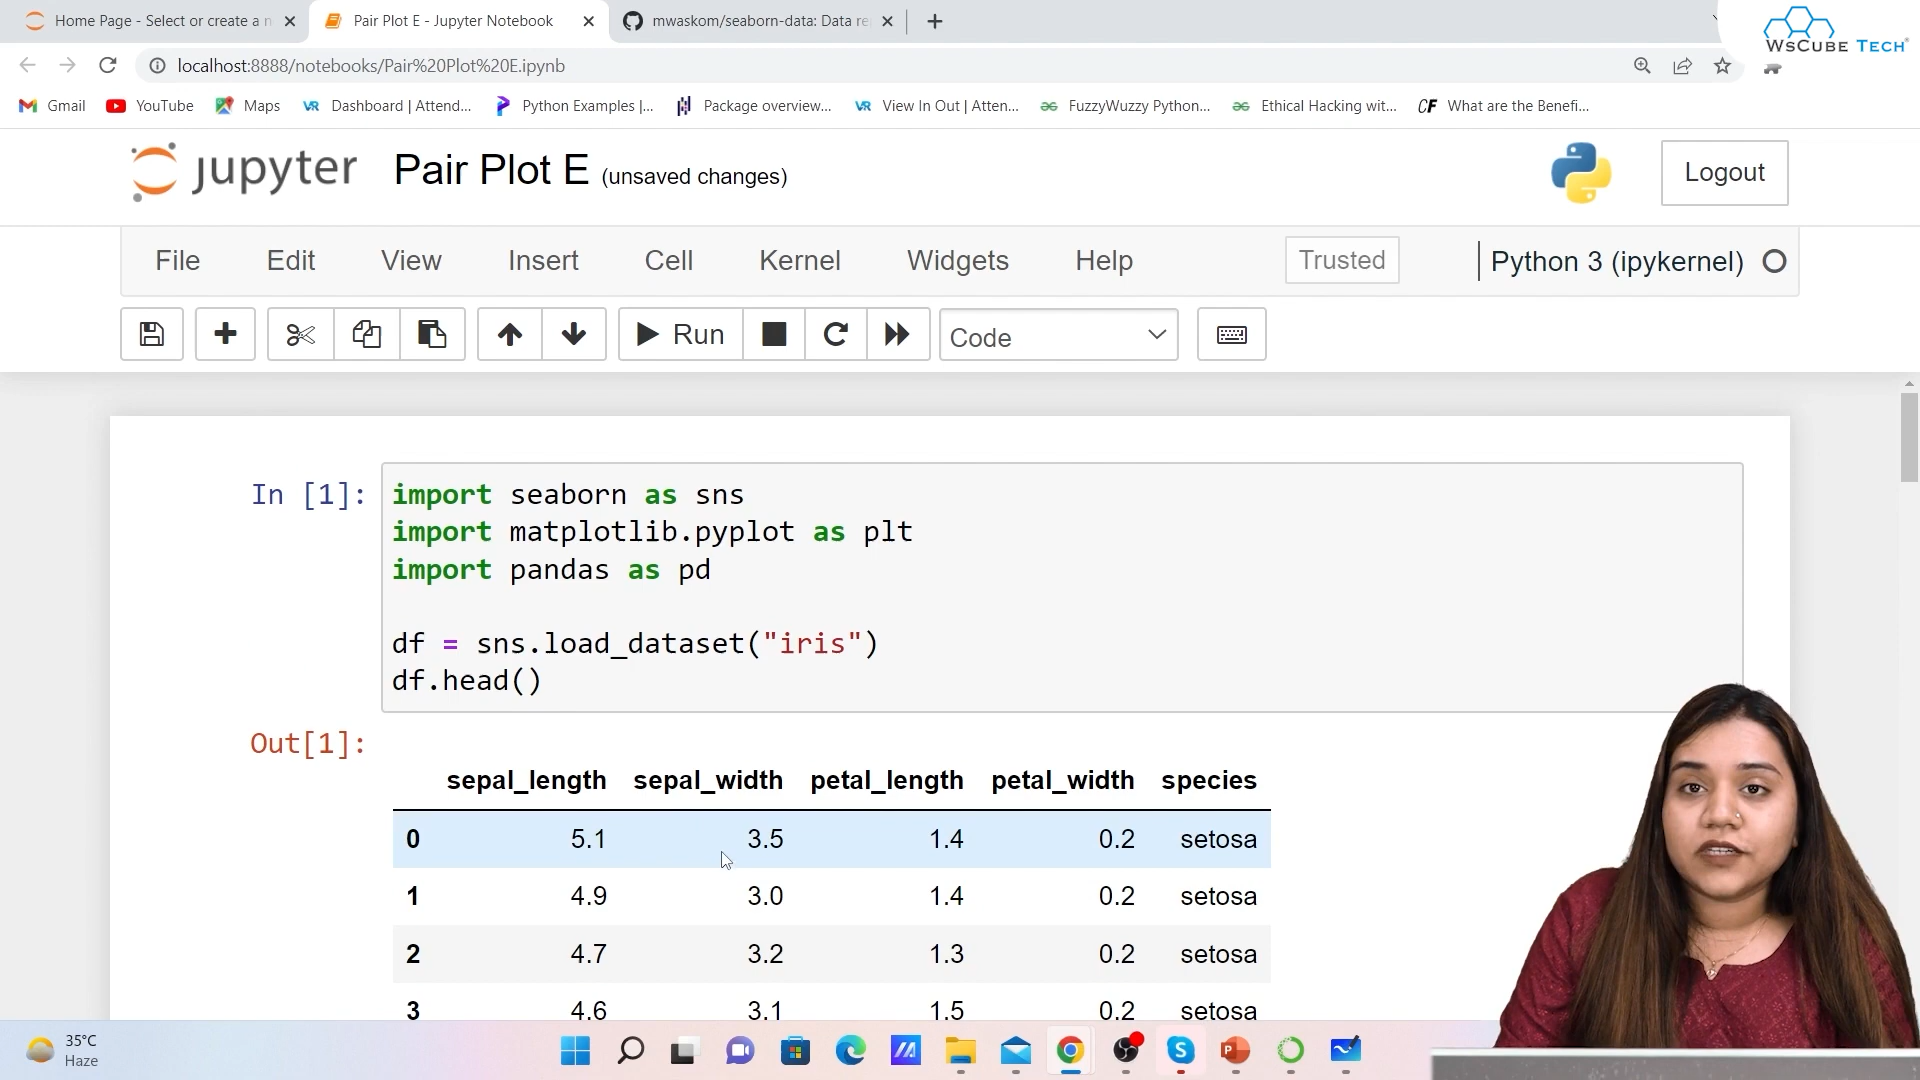 Home Page - Select or create a n
Pair Plot E - Jupyter Notebook
mwaskom/seaborn-data: Data re
WsCube Tech®
localhost:8888/notebooks/Pair%20Plot%20E.ipynb
Gmail
YouTube
Maps
Dashboard | Attend...
Python Examples |...
Package overview...
View In Out | Atten...
FuzzyWuzzy Python...
Ethical Hacking wit...
CF What are the Benefi...
jupyter
Pair Plot E (unsaved changes)
Logout
File Edit View Insert Cell Kernel Widgets Help
Trusted
Python 3 (ipykernel)
Run
Code
In [1]:
import seaborn as sns
import matplotlib.pyplot as plt
import pandas as pd
df = sns.load_dataset("iris")
df.head()
Out[1]:
sepal_length sepal_width petal_length petal_width species
0 5.1 3.5 1.4 0.2 setosa
1 4.9 3.0 1.4 0.2 setosa
2 4.7 3.2 1.3 0.2 setosa
3 4.6 3.1 1.5 0.2 setosa
35°C
Haze